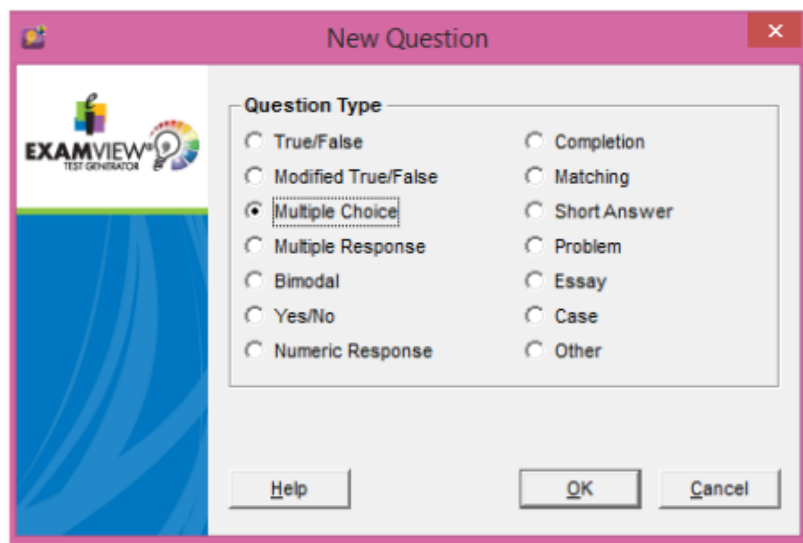 New Question
EXAMVIEW®
TEST GENERATOR
Question Type
True/False
Modified True/False
Multiple Choice
Multiple Response
Bimodal
Yes/No
Numeric Response
Completion
Matching
Short Answer
Problem
Essay
Case
Other
Help
OK
Cancel